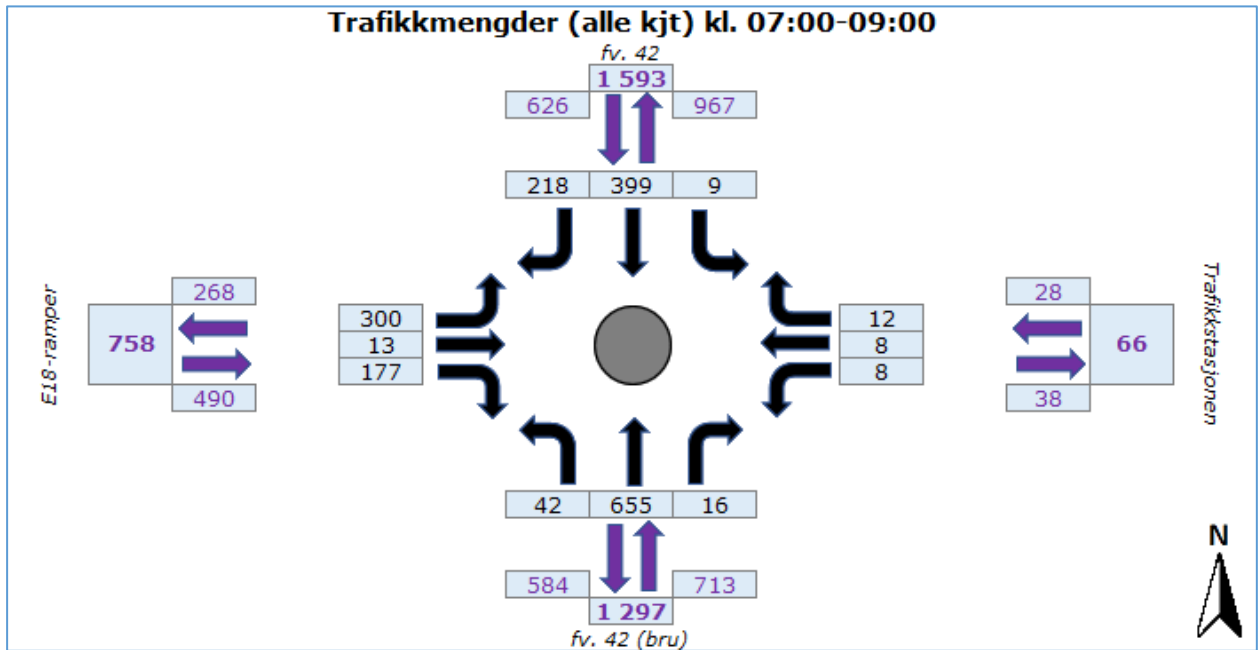 Trafikkmengder (alle kjt) kl. 07:00-09:00
fv. 42
1 593
626 967
218 399 9
E18-ramper
758
268
490
300
13
177
12
8
8
28
38
66
Trafikkstasjonen
42 655 16
584 713
1 297
fv. 42 (bru)
N